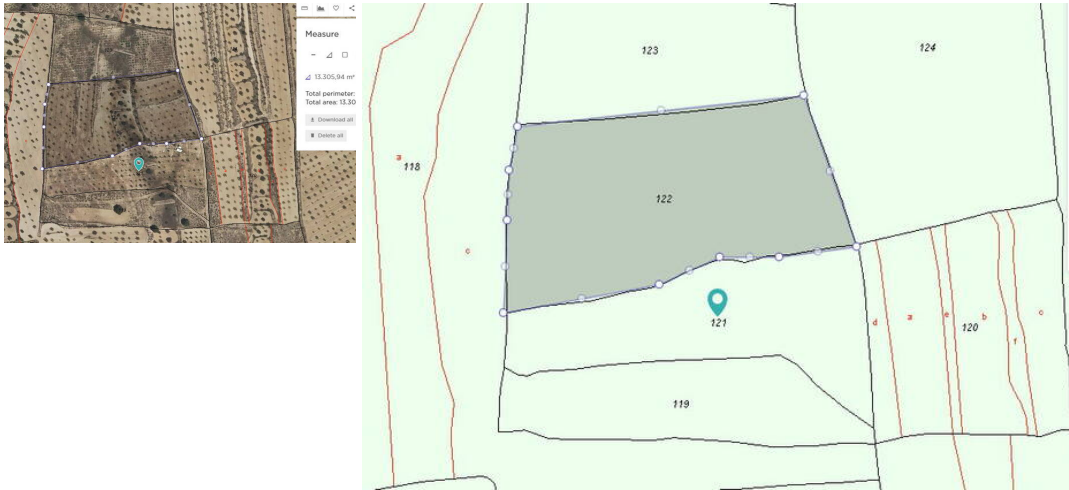 Measure
13.305,94 m²
Total perimeter:
Total area: 13.30
Download all
Delete all
123
124
a
118
122
c
121
d
a
e
b
120
f
c
119